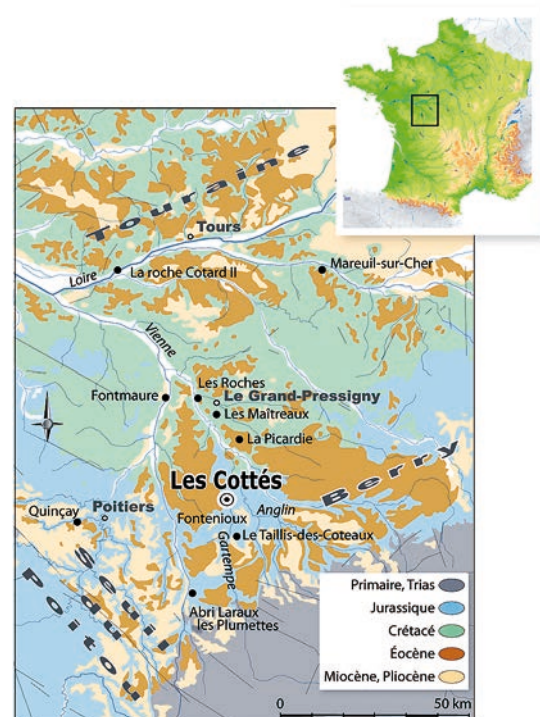 Touraine
Tours
Loire
La roche Cotard II
Mareuil-sur-Cher
Vienne
Les Roches
Fontmaure
Le Grand-Pressigny
Les Maîtreaux
La Picardie
Berry
Les Cottés
Anglin
Quinçay
Poitiers
Fontenioux
Gartempe
Le Taillis-des-Coteaux
Seuil
du
Poitou
Abri Laraux
les Plumettes
Primaire, Trias
Jurassique
Crétacé
Éocène
Miocène, Pliocène
0 50 km